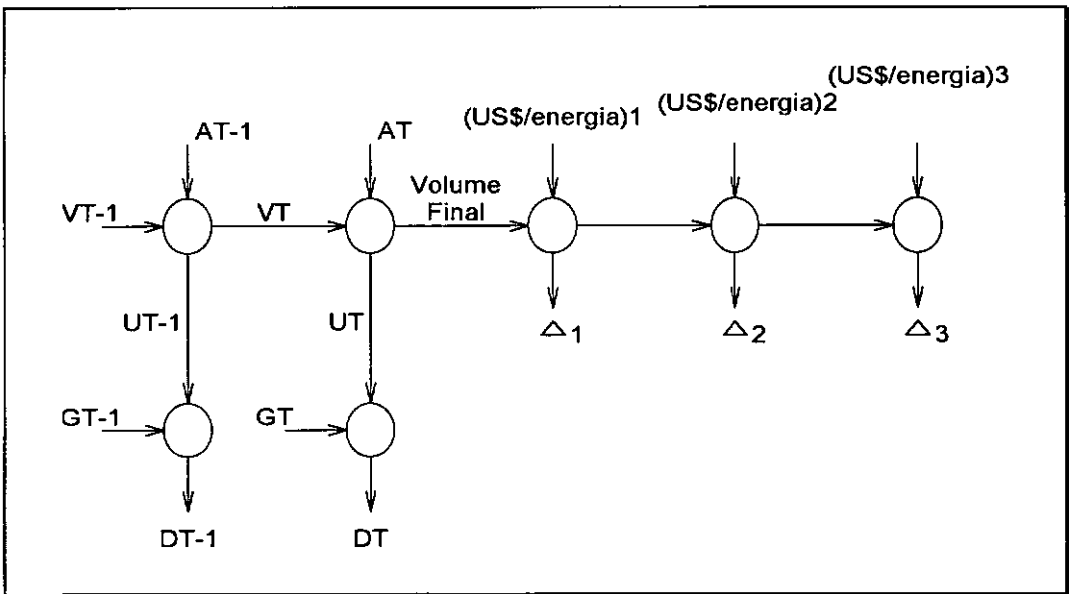 (US$/energia)3
(US$/energia)2
(US$/energia)1
AT-1
AT
Volume
Final
VT-1
VT
UT-1
UT
△1
△2
△3
GT-1
GT
DT-1
DT